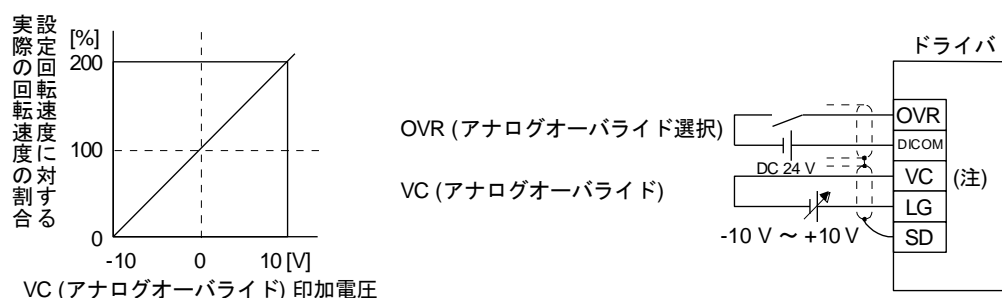 設定回転速度に対する
実際の回転速度の割合
[%]
200
100
0
-10
0
10 [V]
VC (アナログオーバライド) 印加電圧
ドライバ
OVR (アナログオーバライド選択)
DC 24 V
VC (アナログオーバライド)
-10 V ～ +10 V
OVR
DICOM
VC
(注)
LG
SD